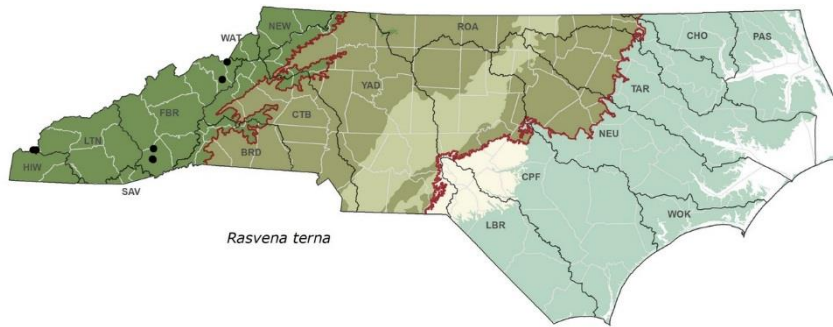 NEW
WAT
ROA
CHO
PAS
YAD
TAR
FBR
CTB
LTN
NEU
HIW
BRD
SAV
CPF
WOK
LBR
Rasvena terna